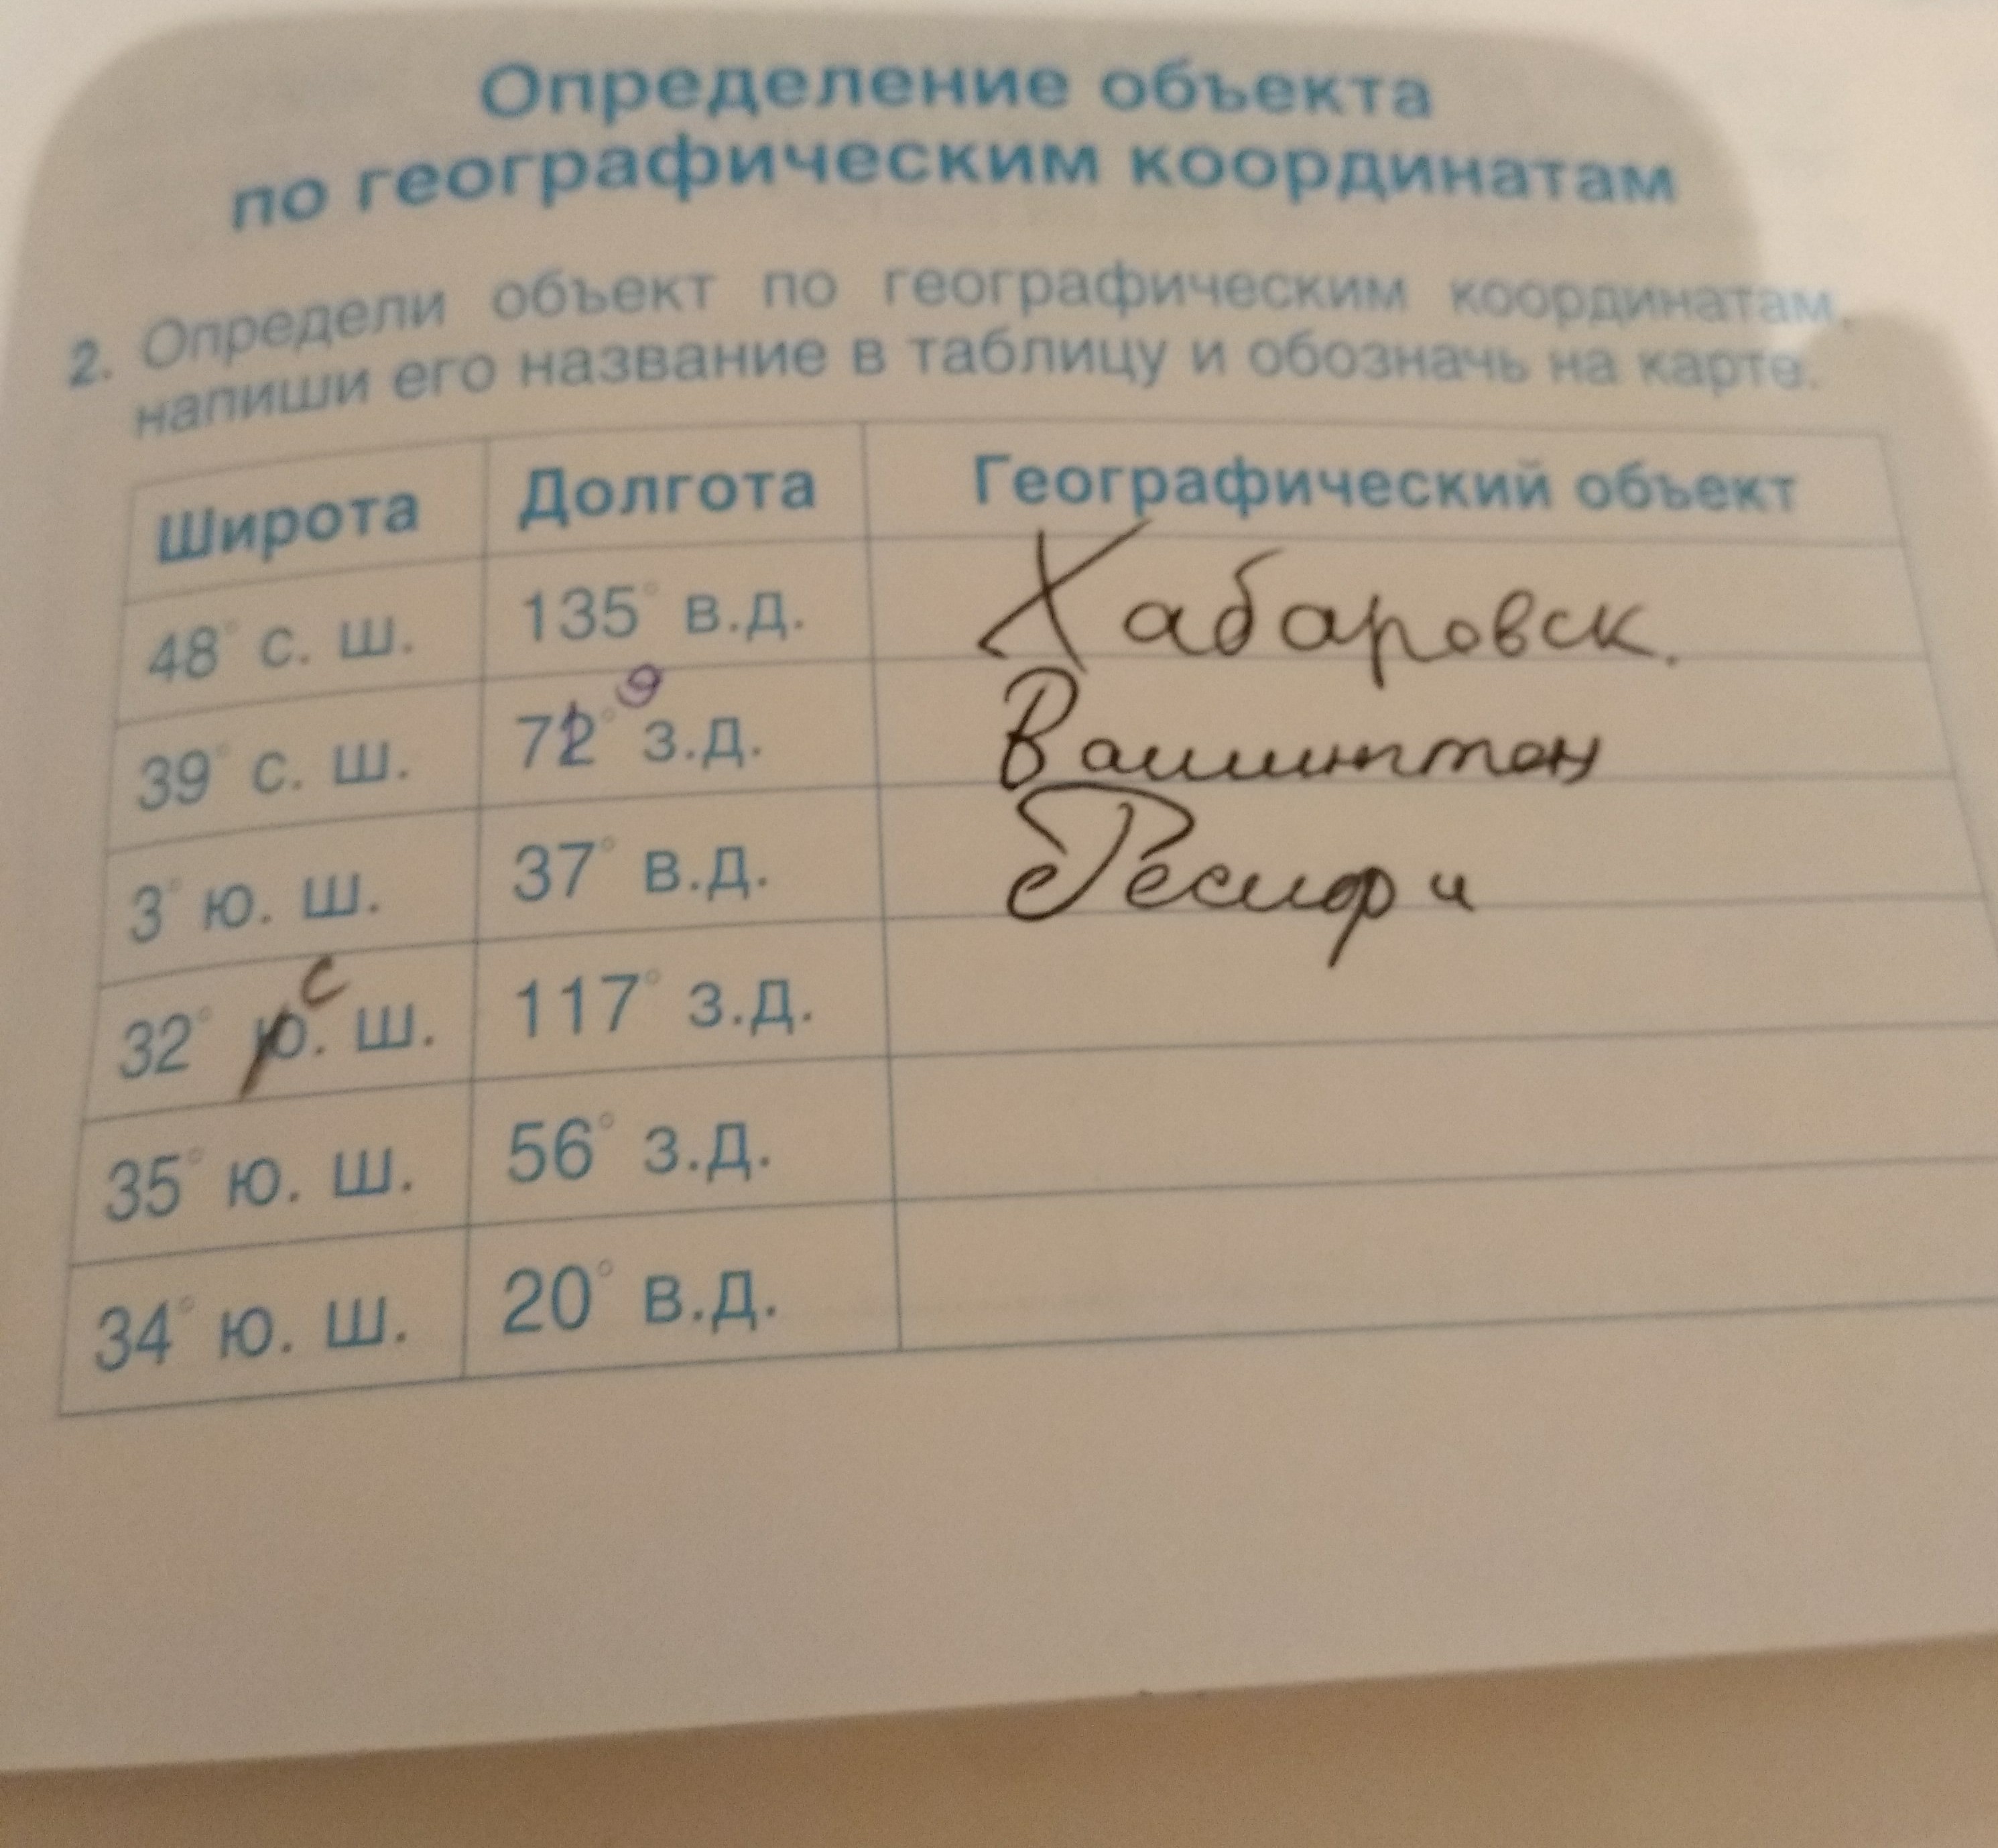 Определение объекта
по географическим координатам
2. Определи объект по географическим координатам,
напиши его название в таблицу и обозначь на карте.
Широта Долгота Географический объект
48° с. ш. 135° в.д. Хабаровск.
9
39° с. ш. 72° з.д. Вашингтон
3° ю. ш. 37° в.д. Ресифи
с
32° ю. ш. 117° з.д.
35° ю. ш. 56° з.д.
34° ю. ш. 20° в.д.